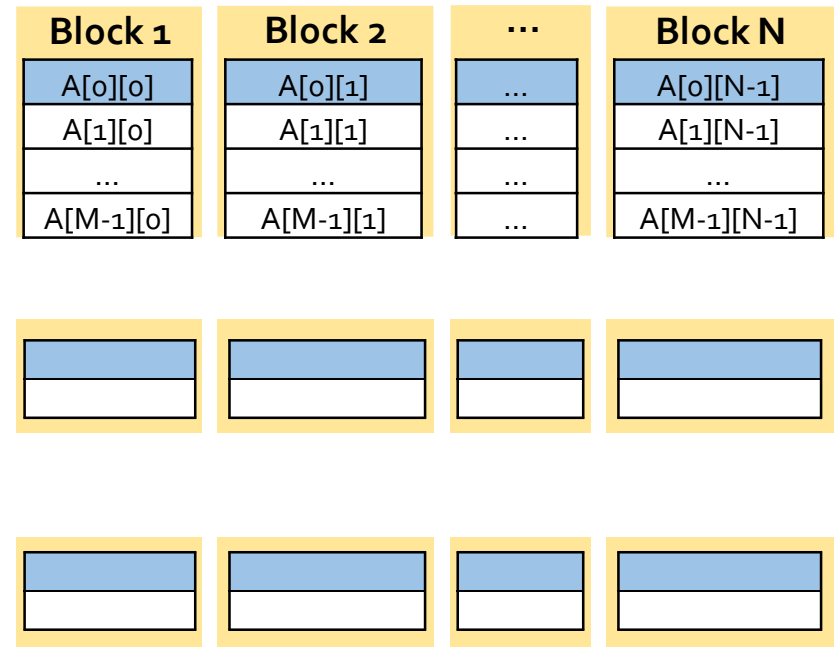 Block 1 Block 2 ... Block N
A[0][0] A[0][1] ... A[0][N-1]
A[1][0] A[1][1] ... A[1][N-1]
... ... ... ...
A[M-1][0] A[M-1][1] ... A[M-1][N-1]